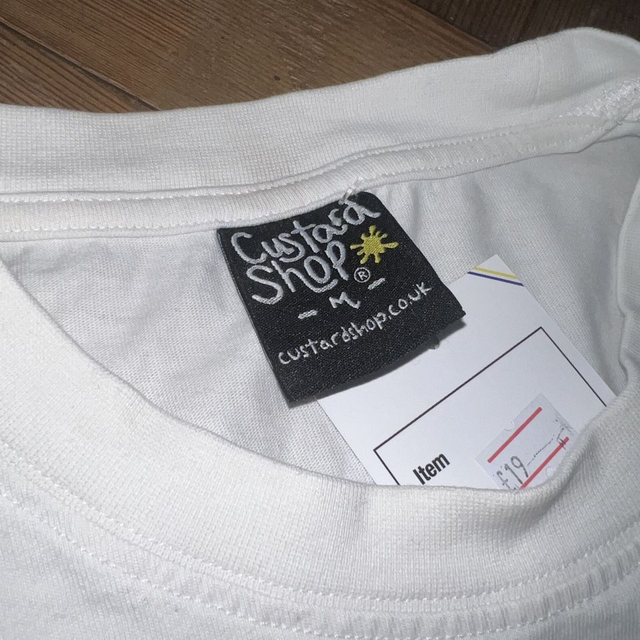 Custard
Shop ®
- M -
custardshop.co.uk
Item
£19